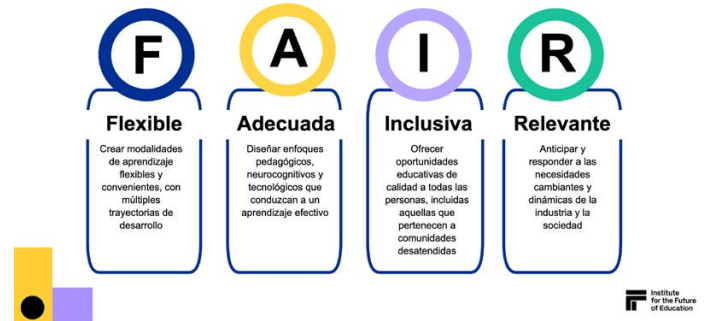 F
Flexible
Crear modalidades
de aprendizaje
flexibles y
convenientes, con
múltiples
trayectorias de
desarrollo
A
Adecuada
Diseñar enfoques
pedagógicos,
neurocognitivos y
tecnológicos que
conduzcan a un
aprendizaje efectivo
I
Inclusiva
Ofrecer
oportunidades
educativas de
calidad a todas las
personas, incluidas
aquellas que
pertenecen a
comunidades
desatendidas
R
Relevante
Anticipar y
responder a las
necesidades
cambiantes y
dinámicas de la
industria y la
sociedad
Institute
for the Future
of Education